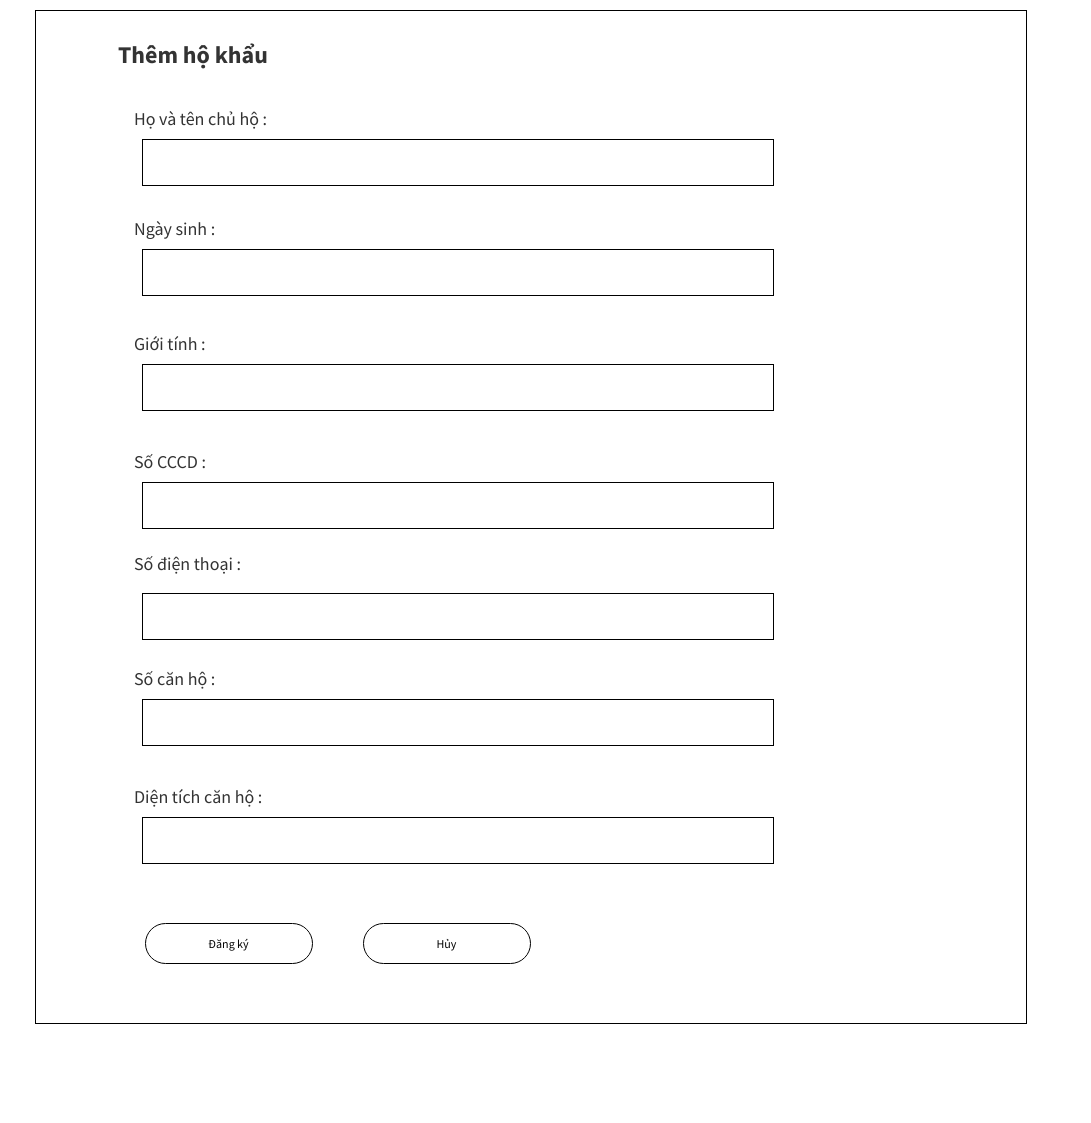 Thêm hộ khẩu
Họ và tên chủ hộ :
Ngày sinh :
Giới tính :
Số CCCD :
Số điện thoại :
Số căn hộ :
Diện tích căn hộ :
Đăng ký
Hủy